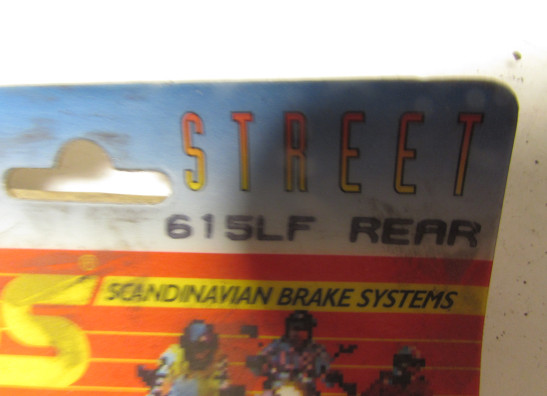 STREET
615LF REAR
S®
SCANDINAVIAN BRAKE SYSTEMS